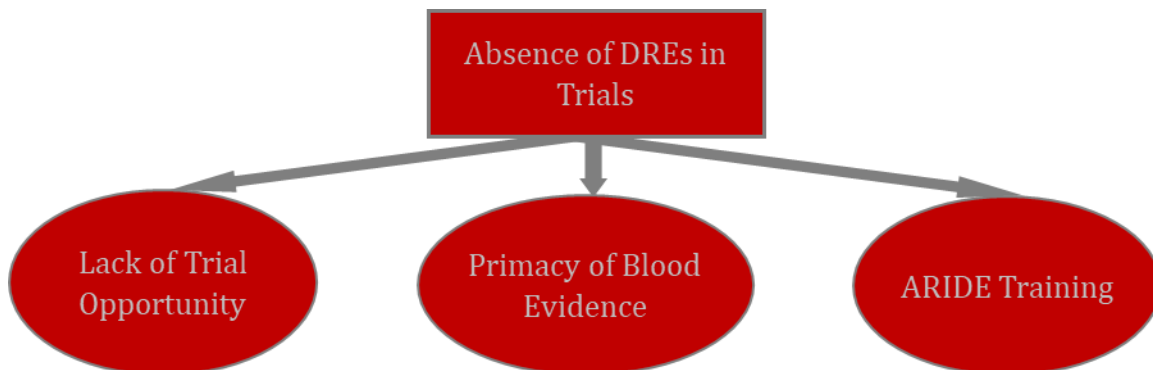 Absence of DREs in
Trials
Lack of Trial
Opportunity
Primacy of Blood
Evidence
ARIDE Training